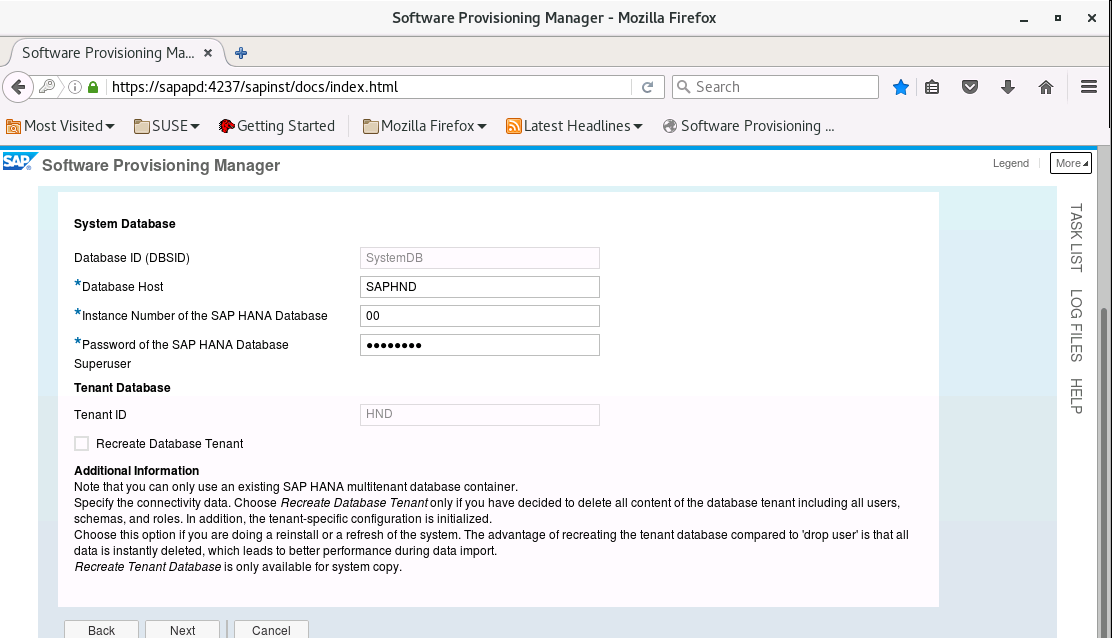 Software Provisioning Manager - Mozilla Firefox
Software Provisioning Ma...
https://sapapd:4237/sapinst/docs/index.html
Search
Most Visited
SUSE
Getting Started
Mozilla Firefox
Latest Headlines
Software Provisioning ...
SAP
Software Provisioning Manager
Legend
More
TASK LIST
LOG FILES
HELP
System Database
Database ID (DBSID)
SystemDB
*Database Host
SAPHND
*Instance Number of the SAP HANA Database
00
*Password of the SAP HANA Database
Superuser
••••••••
Tenant Database
Tenant ID
HND
Recreate Database Tenant
Additional Information
Note that you can only use an existing SAP HANA multitenant database container.
Specify the connectivity data. Choose Recreate Database Tenant only if you have decided to delete all content of the database tenant including all users,
schemas, and roles. In addition, the tenant-specific configuration is initialized.
Choose this option if you are doing a reinstall or a refresh of the system. The advantage of recreating the tenant database compared to 'drop user' is that all
data is instantly deleted, which leads to better performance during data import.
Recreate Tenant Database is only available for system copy.
Back
Next
Cancel